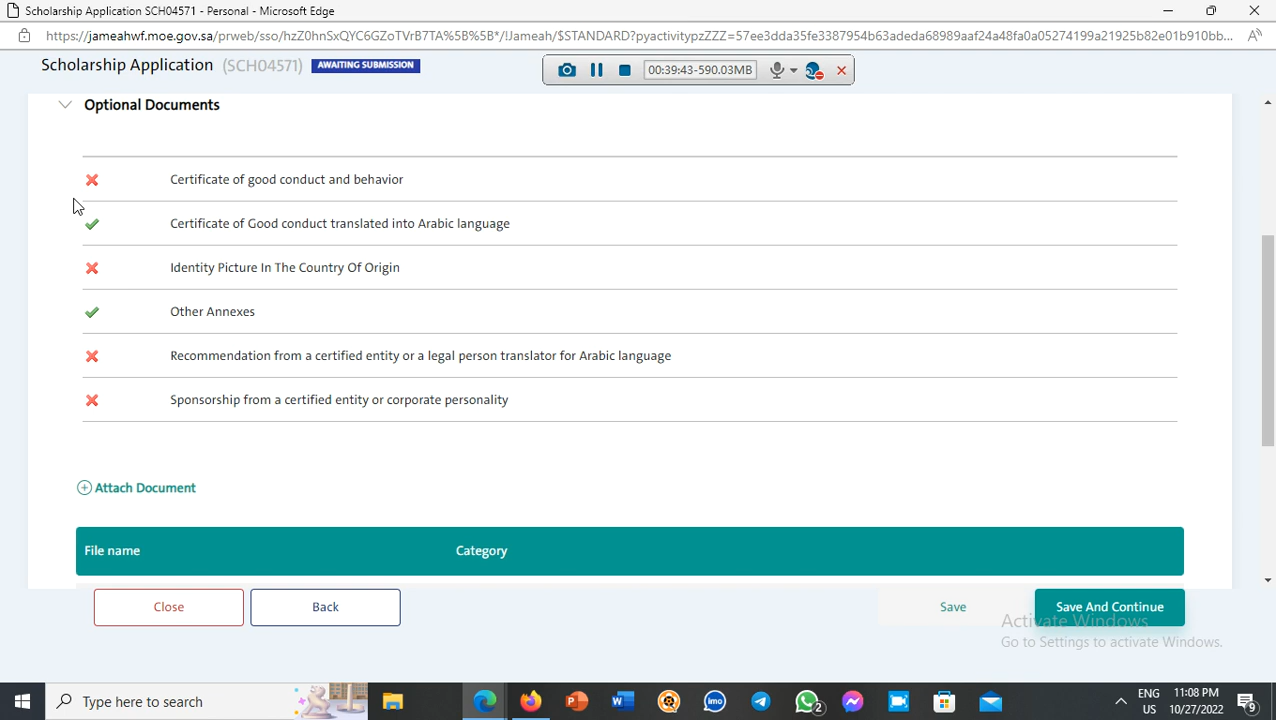 Scholarship Application SCH04571 - Personal - Microsoft Edge
https://jameahwf.moe.gov.sa/prweb/sso/hzZ0hnSxQYC6GZoTVrB7TA%5B%5B*/!Jameah/$STANDARD?pyactivitypzZZZ=57ee3dda35fe3387954b63adeda68989aaf24a48fa0a05274199a21925b82e01b910bb...
Scholarship Application (SCH04571) AWAITING SUBMISSION
00:39:43-590.03MB
Optional Documents
Certificate of good conduct and behavior
Certificate of Good conduct translated into Arabic language
Identity Picture In The Country Of Origin
Other Annexes
Recommendation from a certified entity or a legal person translator for Arabic language
Sponsorship from a certified entity or corporate personality
Attach Document
File name Category
Close Back Save Save And Continue
Activate Windows
Go to Settings to activate Windows.
Type here to search
imo
2
ENG
US
11:08 PM
10/27/2022
9